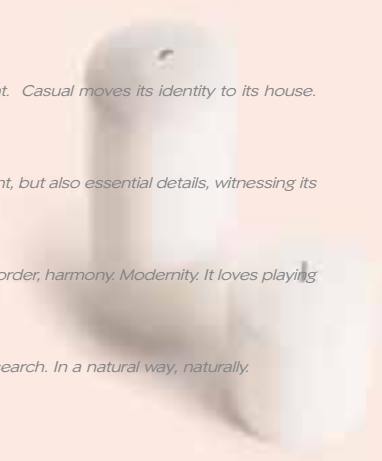 t. Casual moves its identity to its house.
nt, but also essential details, witnessing its
order, harmony. Modernity. It loves playing
earch. In a natural way, naturally.